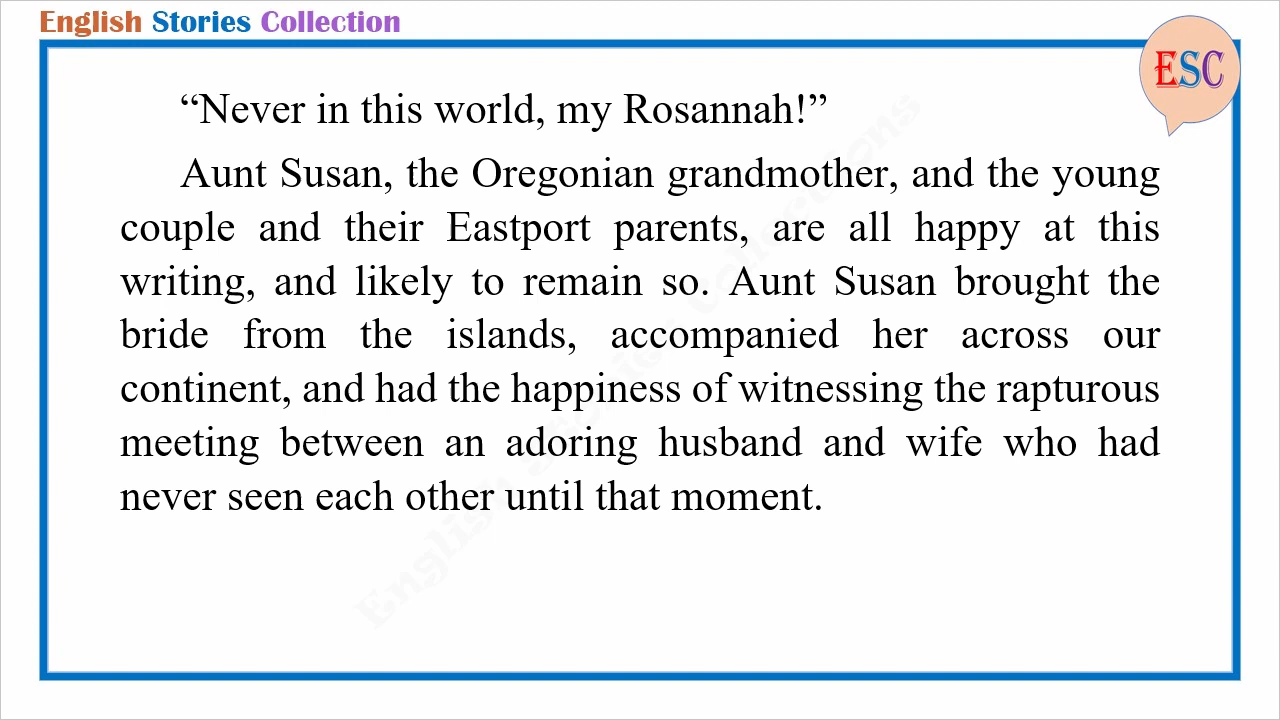 English Stories Collection
ESC
“Never in this world, my Rosannah!”
Aunt Susan, the Oregonian grandmother, and the young
couple and their Eastport parents, are all happy at this
writing, and likely to remain so. Aunt Susan brought the
bride from the islands, accompanied her across our
continent, and had the happiness of witnessing the rapturous
meeting between an adoring husband and wife who had
never seen each other until that moment.
English Stories Collections